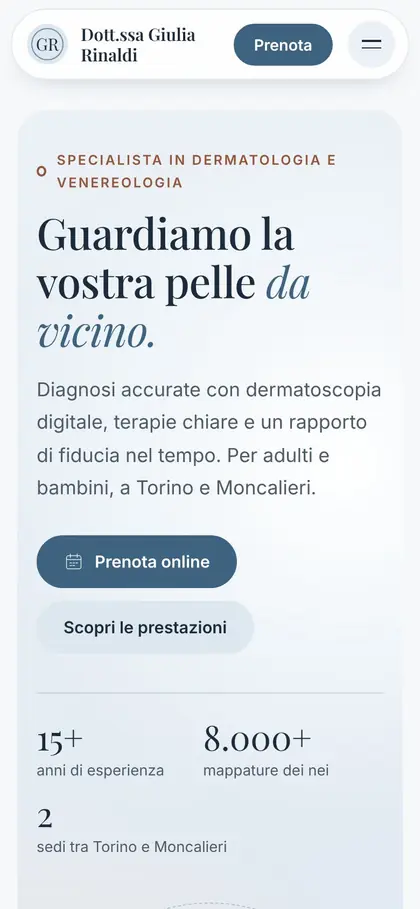 GR
Dott.ssa Giulia
Rinaldi
Prenota
SPECIALISTA IN DERMATOLOGIA E
VENEREOLOGIA
Guardiamo la
vostra pelle da
vicino.
Diagnosi accurate con dermatoscopia
digitale, terapie chiare e un rapporto
di fiducia nel tempo. Per adulti e
bambini, a Torino e Moncalieri.
Prenota online
Scopri le prestazioni
15+
anni di esperienza
8.000+
mappature dei nei
2
sedi tra Torino e Moncalieri